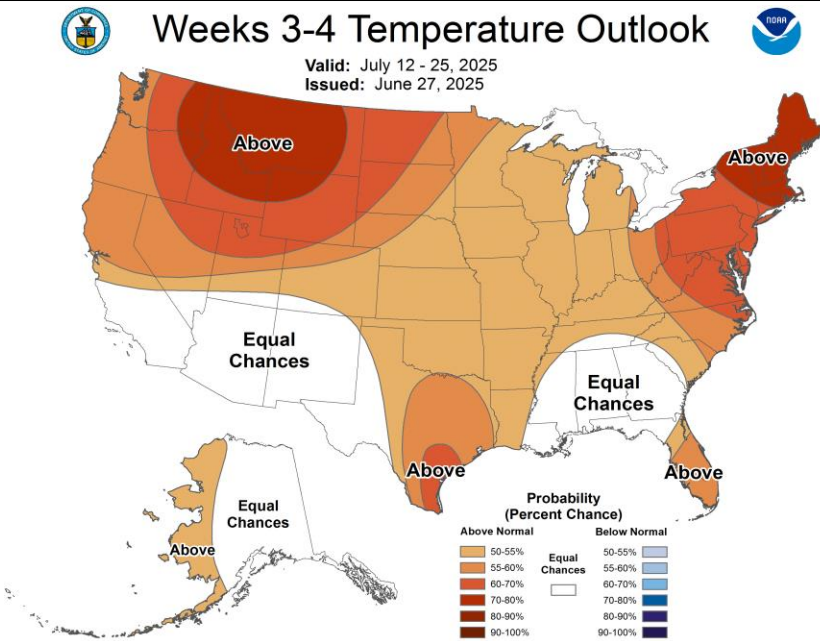 Weeks 3-4 Temperature Outlook
NOAA
Valid: July 12 - 25, 2025
Issued: June 27, 2025
Above
Above
Equal
Chances
Equal
Chances
Above
Above
Equal
Chances
Above
Probability
(Percent Chance)
Above Normal
Below Normal
50-55%
55-60%
60-70%
70-80%
80-90%
90-100%
Equal
Chances
50-55%
55-60%
60-70%
70-80%
80-90%
90-100%